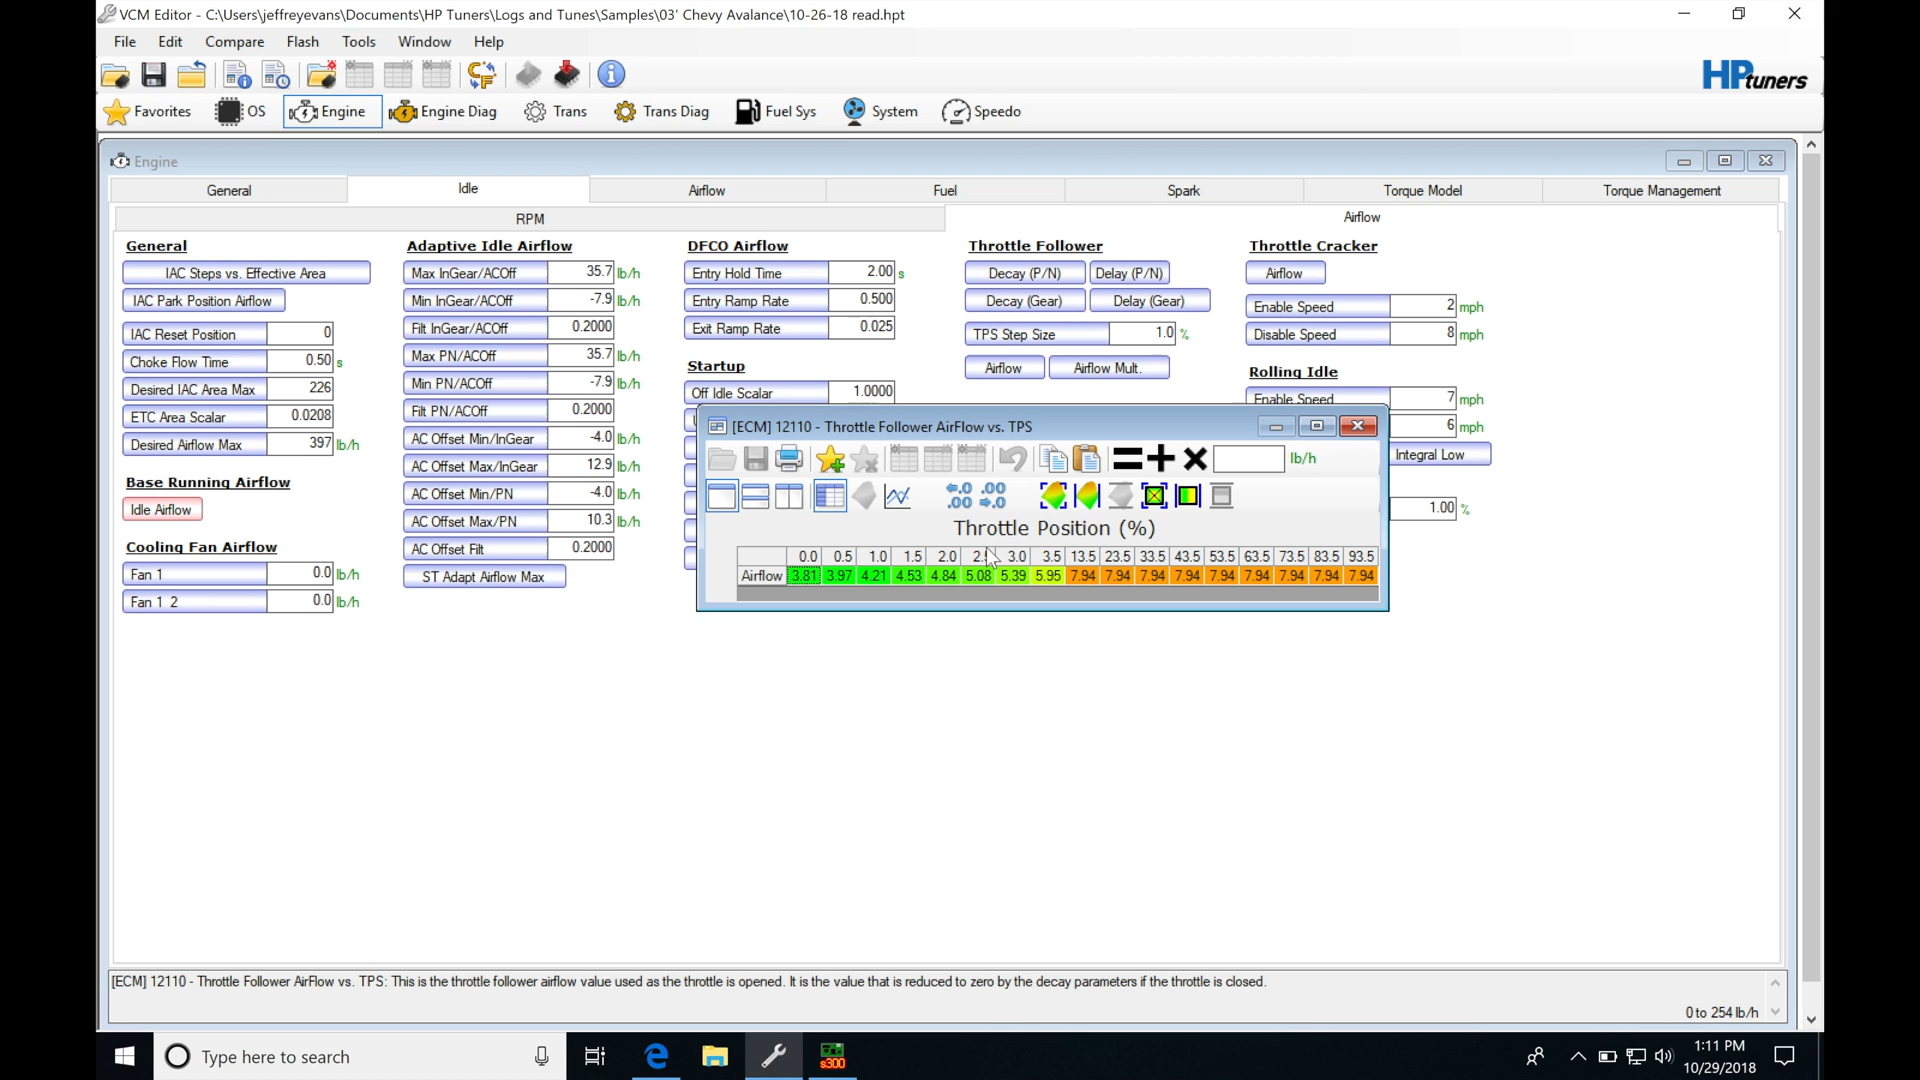 VCM Editor - C:\Users\jeffreyevans\Documents\HP Tuners\Logs and Tunes\Samples\03' Chevy Avalance\10-26-18 read.hpt
File Edit Compare Flash Tools Window Help
HPtuners
Favorites OS Engine Engine Diag Trans Trans Diag Fuel Sys System Speedo
Engine
General Idle Airflow Fuel Spark Torque Model Torque Management
RPM Airflow
General
IAC Steps vs. Effective Area
IAC Park Position Airflow
IAC Reset Position 0
Choke Flow Time 0.50 s
Desired IAC Area Max 226
ETC Area Scalar 0.0208
Desired Airflow Max 397 lb/h
Base Running Airflow
Idle Airflow
Cooling Fan Airflow
Fan 1 0.0 lb/h
Fan 1 2 0.0 lb/h
Adaptive Idle Airflow
Max InGear/ACOff 35.7 lb/h
Min InGear/ACOff -7.9 lb/h
Filt InGear/ACOff 0.2000
Max PN/ACOff 35.7 lb/h
Min PN/ACOff -7.9 lb/h
Filt PN/ACOff 0.2000
AC Offset Min/InGear -4.0 lb/h
AC Offset Max/InGear 12.9 lb/h
AC Offset Min/PN -4.0 lb/h
AC Offset Max/PN 10.3 lb/h
AC Offset Filt 0.2000
ST Adapt Airflow Max
DFCO Airflow
Entry Hold Time 2.00 s
Entry Ramp Rate 0.500
Exit Ramp Rate 0.025
Startup
Off Idle Scalar 1.0000
Throttle Follower
Decay (P/N) Delay (P/N)
Decay (Gear) Delay (Gear)
TPS Step Size 1.0 %
Airflow Airflow Mult.
Throttle Cracker
Airflow
Enable Speed 2 mph
Disable Speed 8 mph
Rolling Idle
Enable Speed 7 mph
6 mph
Integral Low
1.00 %
[ECM] 12110 - Throttle Follower AirFlow vs. TPS
lb/h
.0 .00
.00 .0
Throttle Position (%)
0.0 0.5 1.0 1.5 2.0 3.0 3.5 13.5 23.5 33.5 43.5 53.5 63.5 73.5 83.5 93.5
Airflow 3.81 3.97 4.21 4.53 4.84 5.08 5.39 5.95 7.94 7.94 7.94 7.94 7.94 7.94 7.94 7.94 7.94
[ECM] 12110 - Throttle Follower AirFlow vs. TPS: This is the throttle follower airflow value used as the throttle is opened. It is the value that is reduced to zero by the decay parameters if the throttle is closed.
0 to 254 lb/h
Type here to search
s300
1:11 PM
10/29/2018